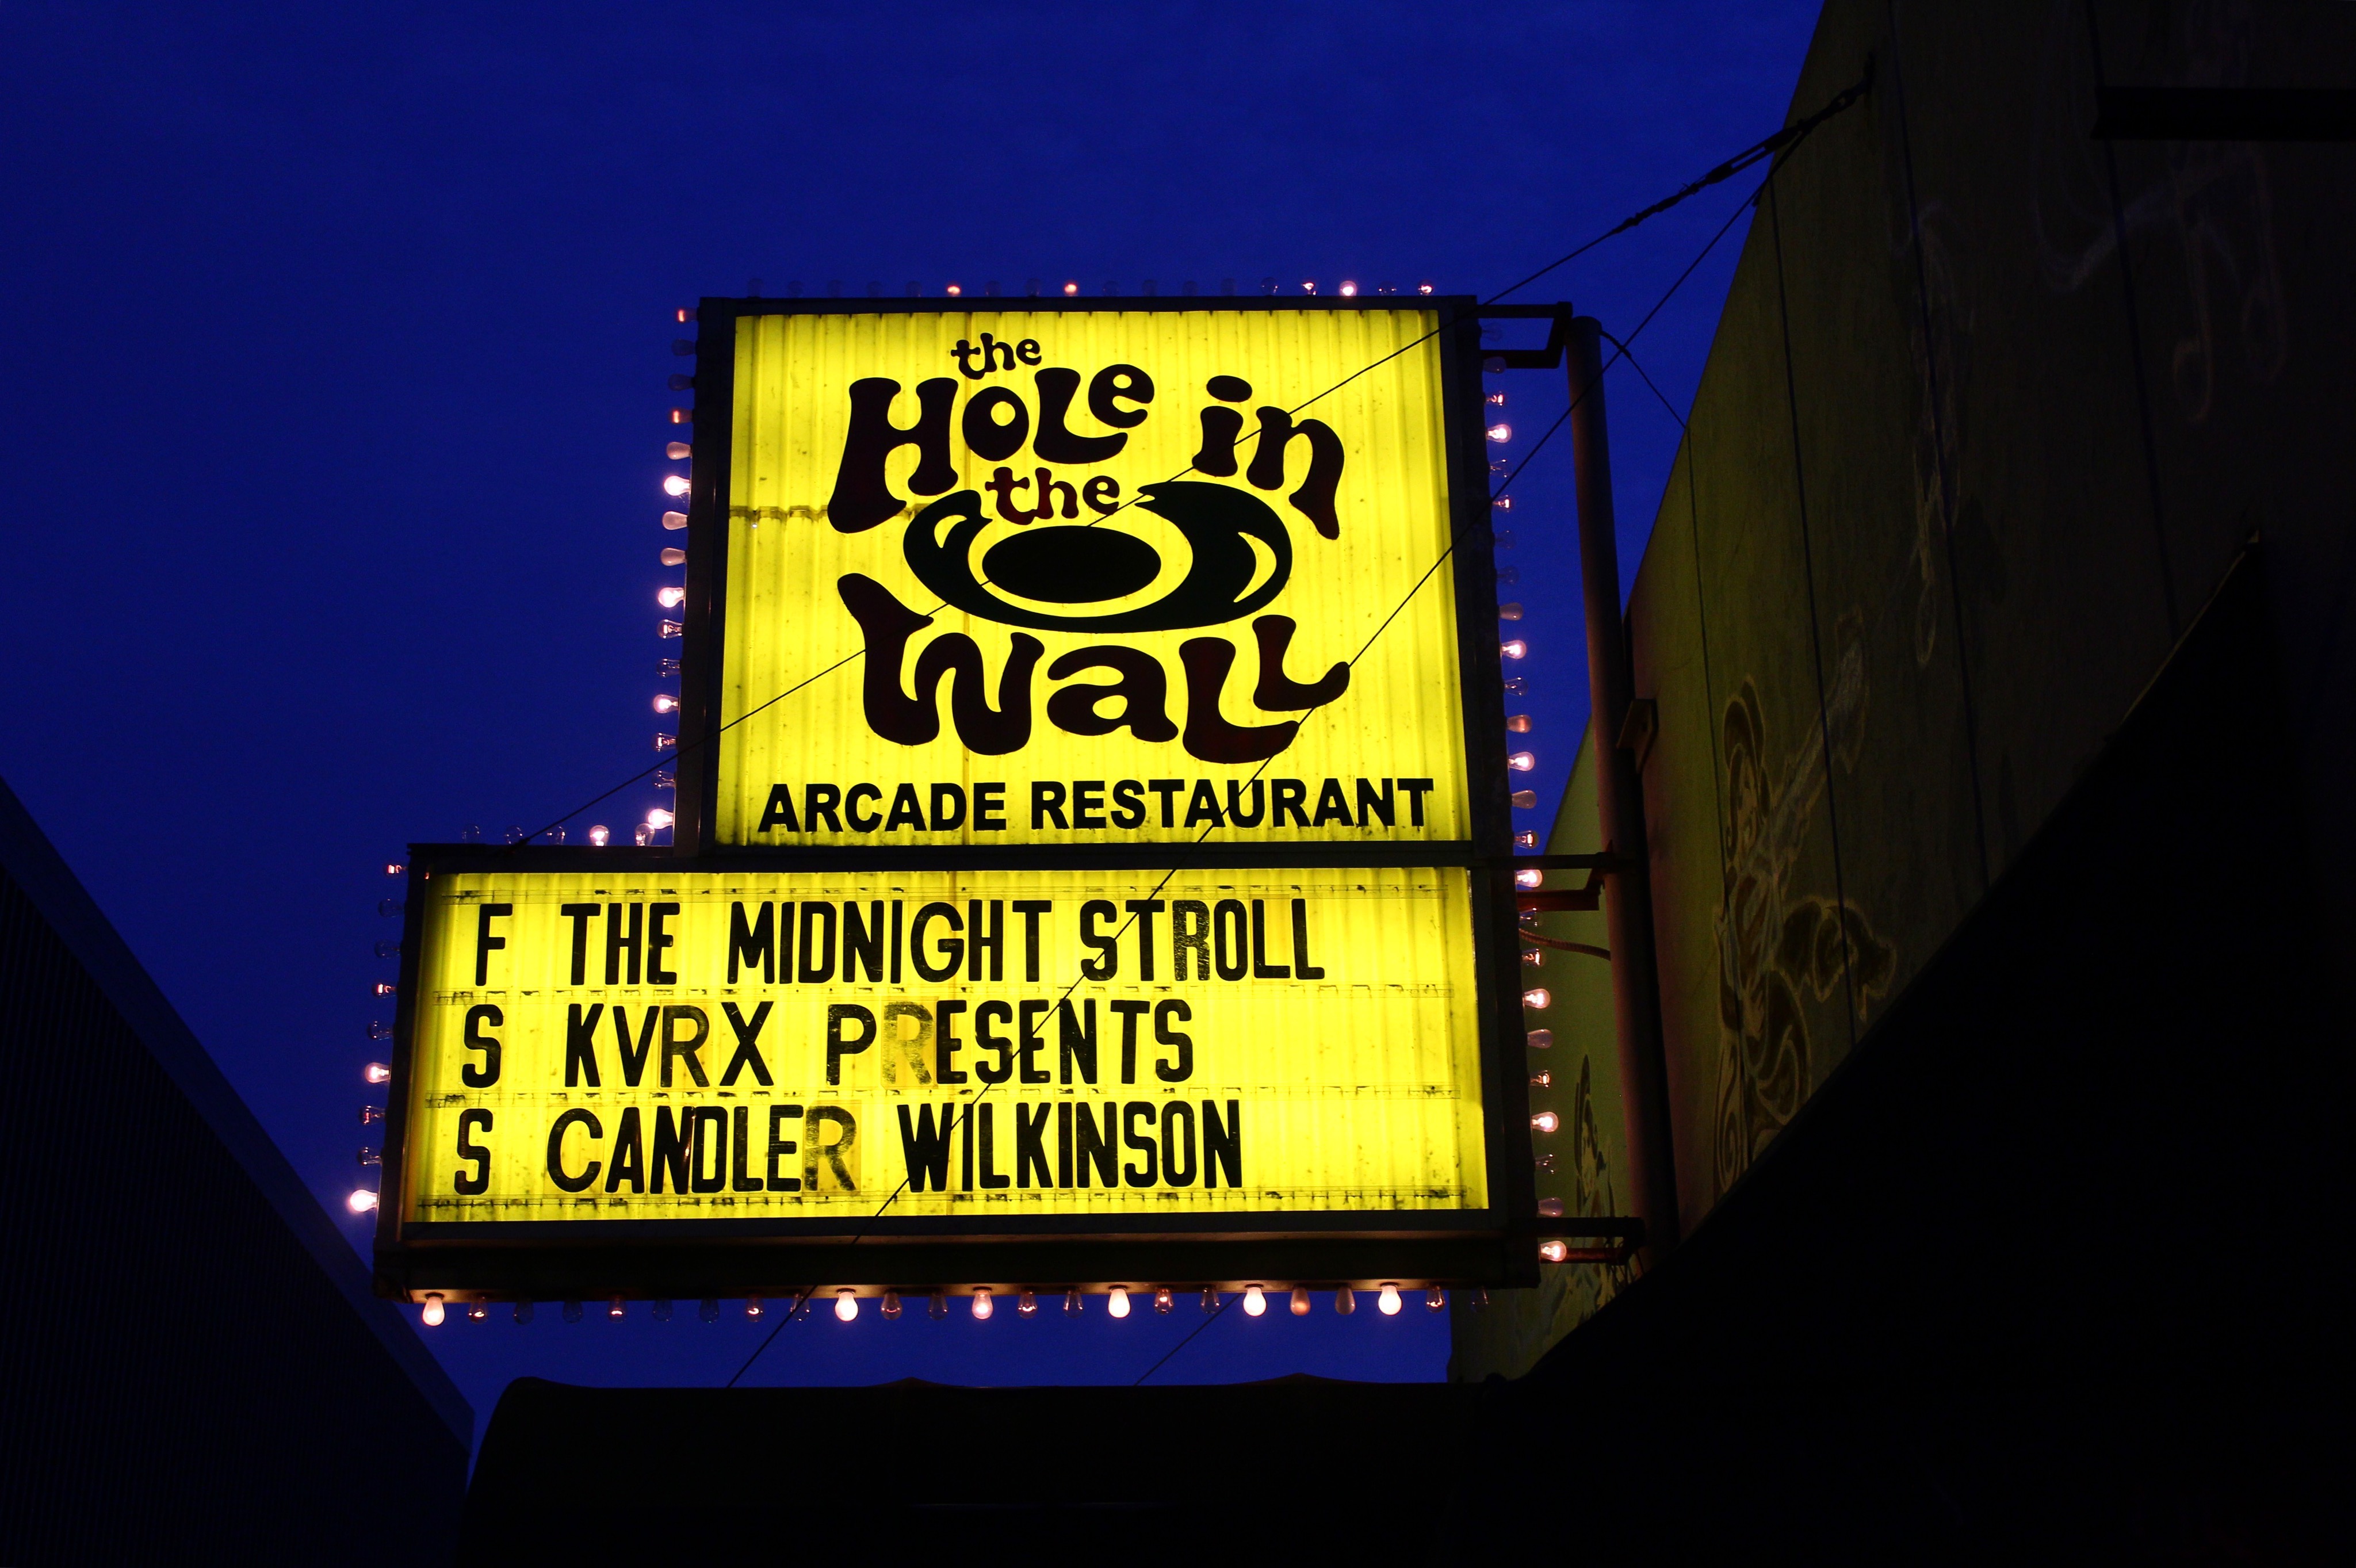 the
Hole in
the
Wall
ARCADE RESTAURANT
F THE MIDNIGHT STROLL
S KVRX PRESENTS
S CANDLER WILKINSON